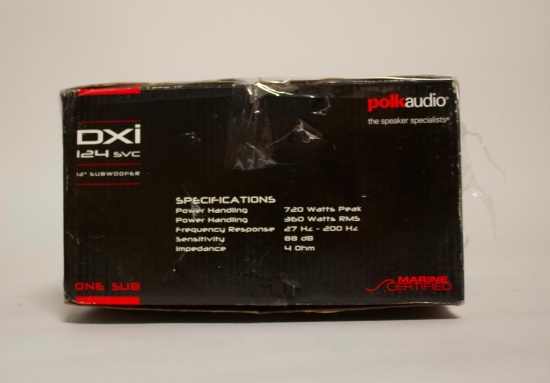 polkaudio®
the speaker specialists®
DXi
124 SVC
12" SUBWOOFER
SPECIFICATIONS
Power Handling 720 Watts Peak
Power Handling 360 Watts RMS
Frequency Response 27 Hz - 200 Hz
Sensitivity 88 dB
Impedance 4 Ohm
ONE SUB
MARINE
CERTIFIED